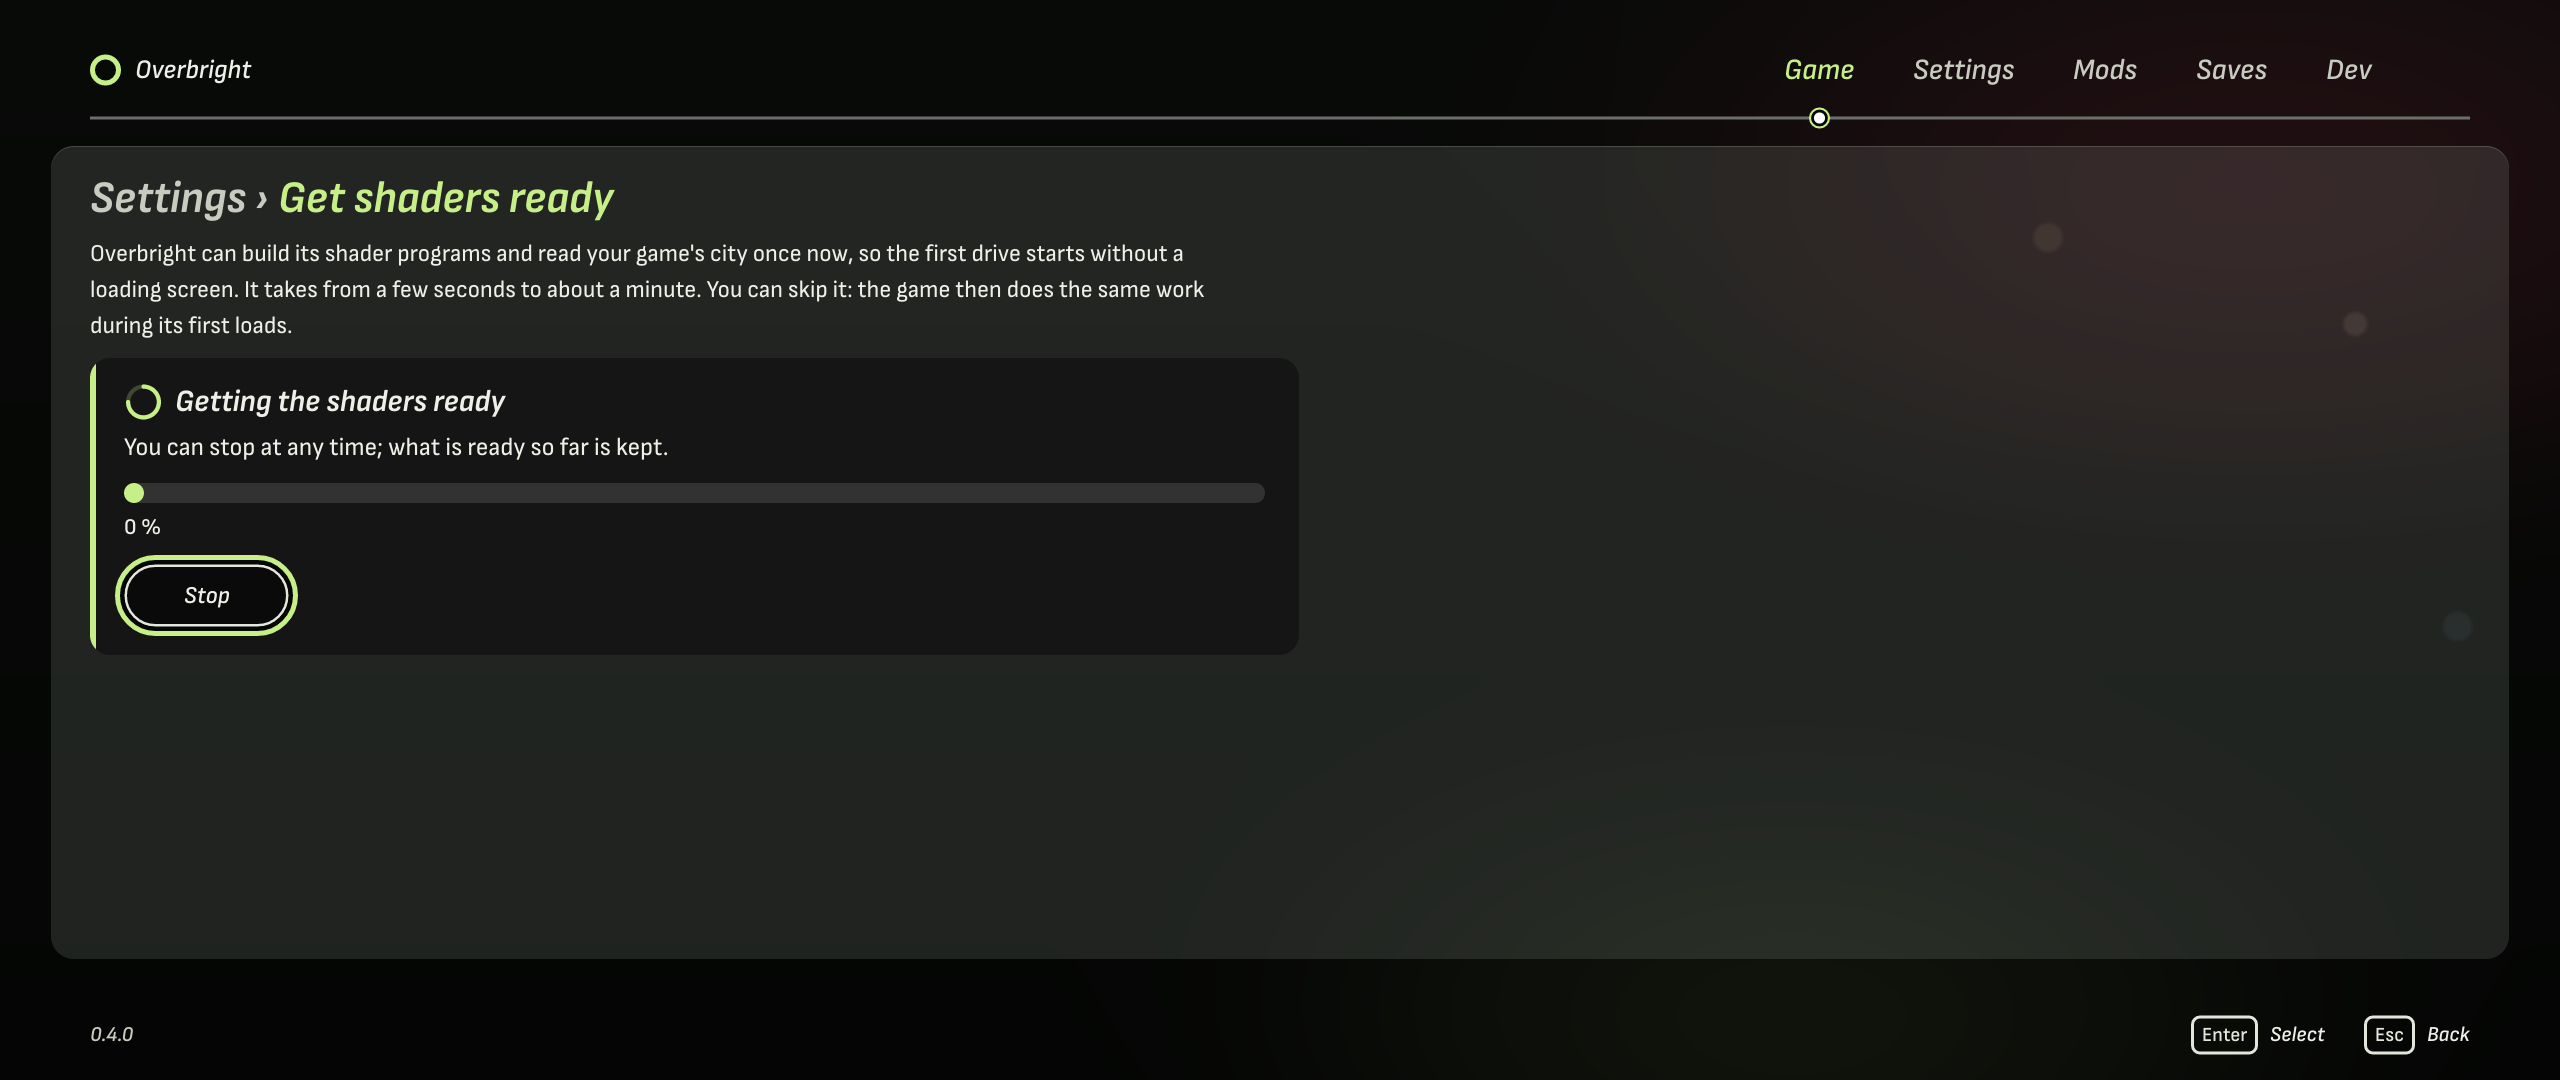 Overbright
Game Settings Mods Saves Dev
Settings › Get shaders ready
Overbright can build its shader programs and read your game's city once now, so the first drive starts without a
loading screen. It takes from a few seconds to about a minute. You can skip it: the game then does the same work
during its first loads.
Getting the shaders ready
You can stop at any time; what is ready so far is kept.
0 %
Stop
0.4.0
Enter Select Esc Back